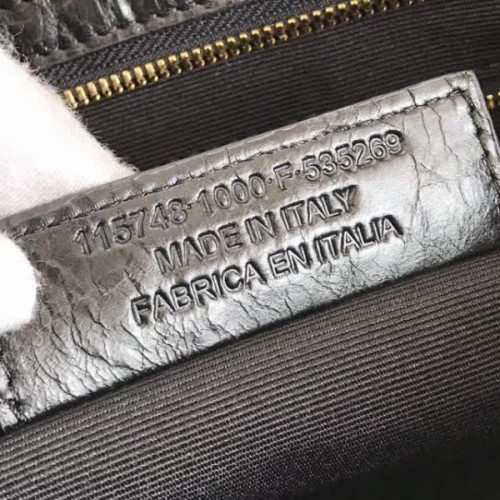 115748·1000·F·535269
MADE IN ITALY
FABRICA EN ITALIA